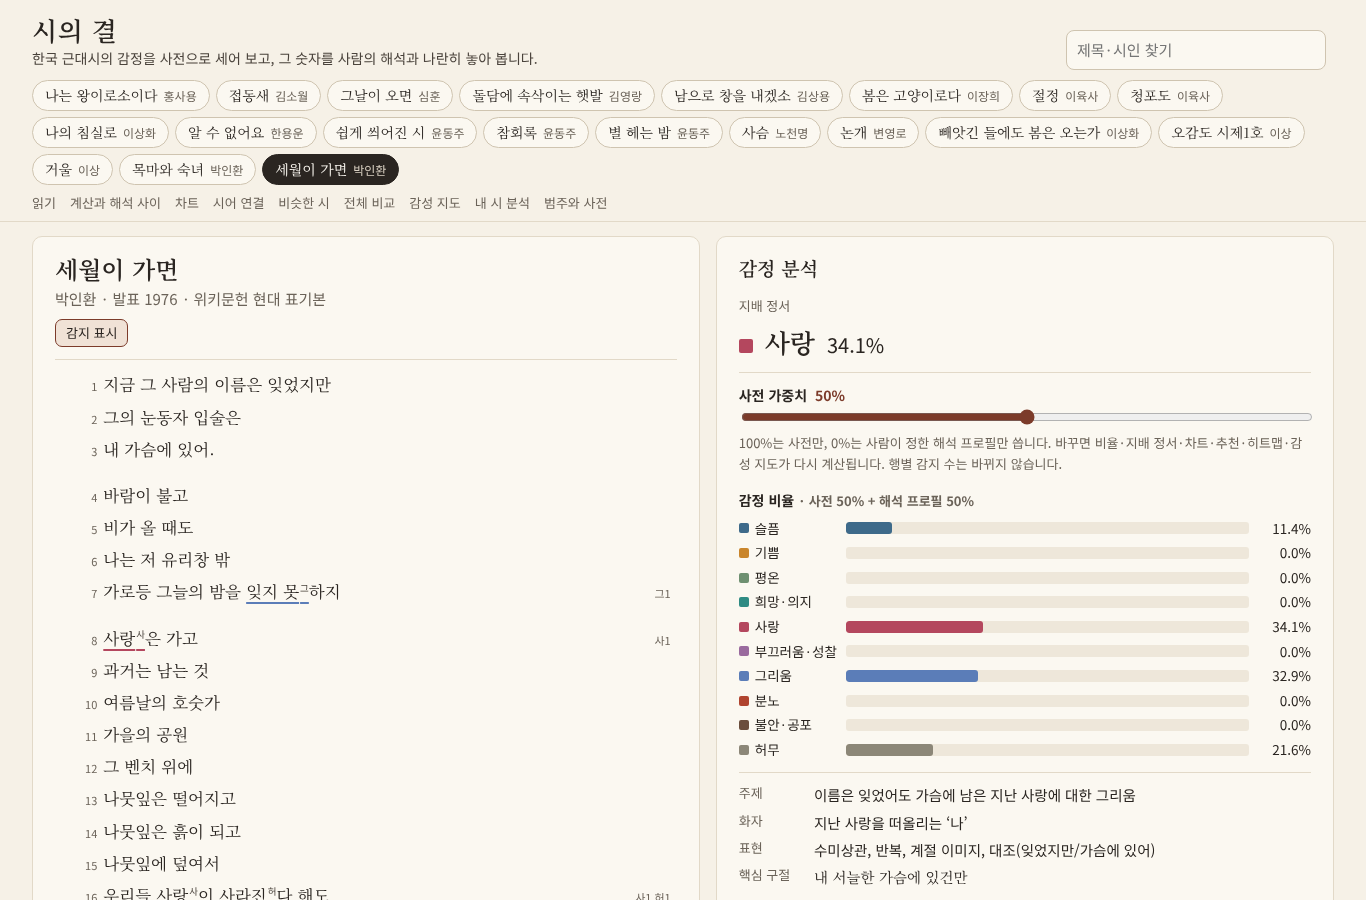 시의 결
한국 근대시의 감정을 사전으로 세어 보고, 그 숫자를 사람의 해석과 나란히 놓아 봅니다.
제목·시인 찾기
나는 왕이로소이다 홍사용 접동새 김소월 그날이 오면 심훈 돌담에 속삭이는 햇발 김영랑 남으로 창을 내겠소 김상용 봄은 고양이로다 이장희 절정 이육사 청포도 이육사
나의 침실로 이상화 알 수 없어요 한용운 쉽게 씌어진 시 윤동주 참회록 윤동주 별 헤는 밤 윤동주 사슴 노천명 논개 변영로 빼앗긴 들에도 봄은 오는가 이상화 오감도 시제1호 이상
거울 이상 목마와 숙녀 박인환 세월이 가면 박인환
읽기 계산과 해석 사이 차트 시어 연결 비슷한 시 전체 비교 감성 지도 내 시 분석 범주와 사전
세월이 가면
박인환 · 발표 1976 · 위키문헌 현대 표기본
감지 표시
1 지금 그 사람의 이름은 잊었지만
2 그의 눈동자 입술은
3 내 가슴에 있어.
4 바람이 불고
5 비가 올 때도
6 나는 저 유리창 밖
7 가로등 그늘의 밤을 잊지 못그하지 그1
8 사랑사은 가고 사1
9 과거는 남는 것
10 여름날의 호숫가
11 가을의 공원
12 그 벤치 위에
13 나뭇잎은 떨어지고
14 나뭇잎은 흙이 되고
15 나뭇잎에 덮여서
16 우리들 사랑사이 사라진허다 해도 사1 허1
감정 분석
지배 정서
사랑 34.1%
사전 가중치 50%
100%는 사전만, 0%는 사람이 정한 해석 프로필만 씁니다. 바꾸면 비율·지배 정서·차트·추천·히트맵·감
성 지도가 다시 계산됩니다. 행별 감지 수는 바뀌지 않습니다.
감정 비율 · 사전 50% + 해석 프로필 50%
슬픔 11.4%
기쁨 0.0%
평온 0.0%
희망·의지 0.0%
사랑 34.1%
부끄러움·성찰 0.0%
그리움 32.9%
분노 0.0%
불안·공포 0.0%
허무 21.6%
주제 이름은 잊었어도 가슴에 남은 지난 사랑에 대한 그리움
화자 지난 사랑을 떠올리는 ‘나’
표현 수미상관, 반복, 계절 이미지, 대조(잊었지만/가슴에 있어)
핵심 구절 내 서늘한 가슴에 있건만